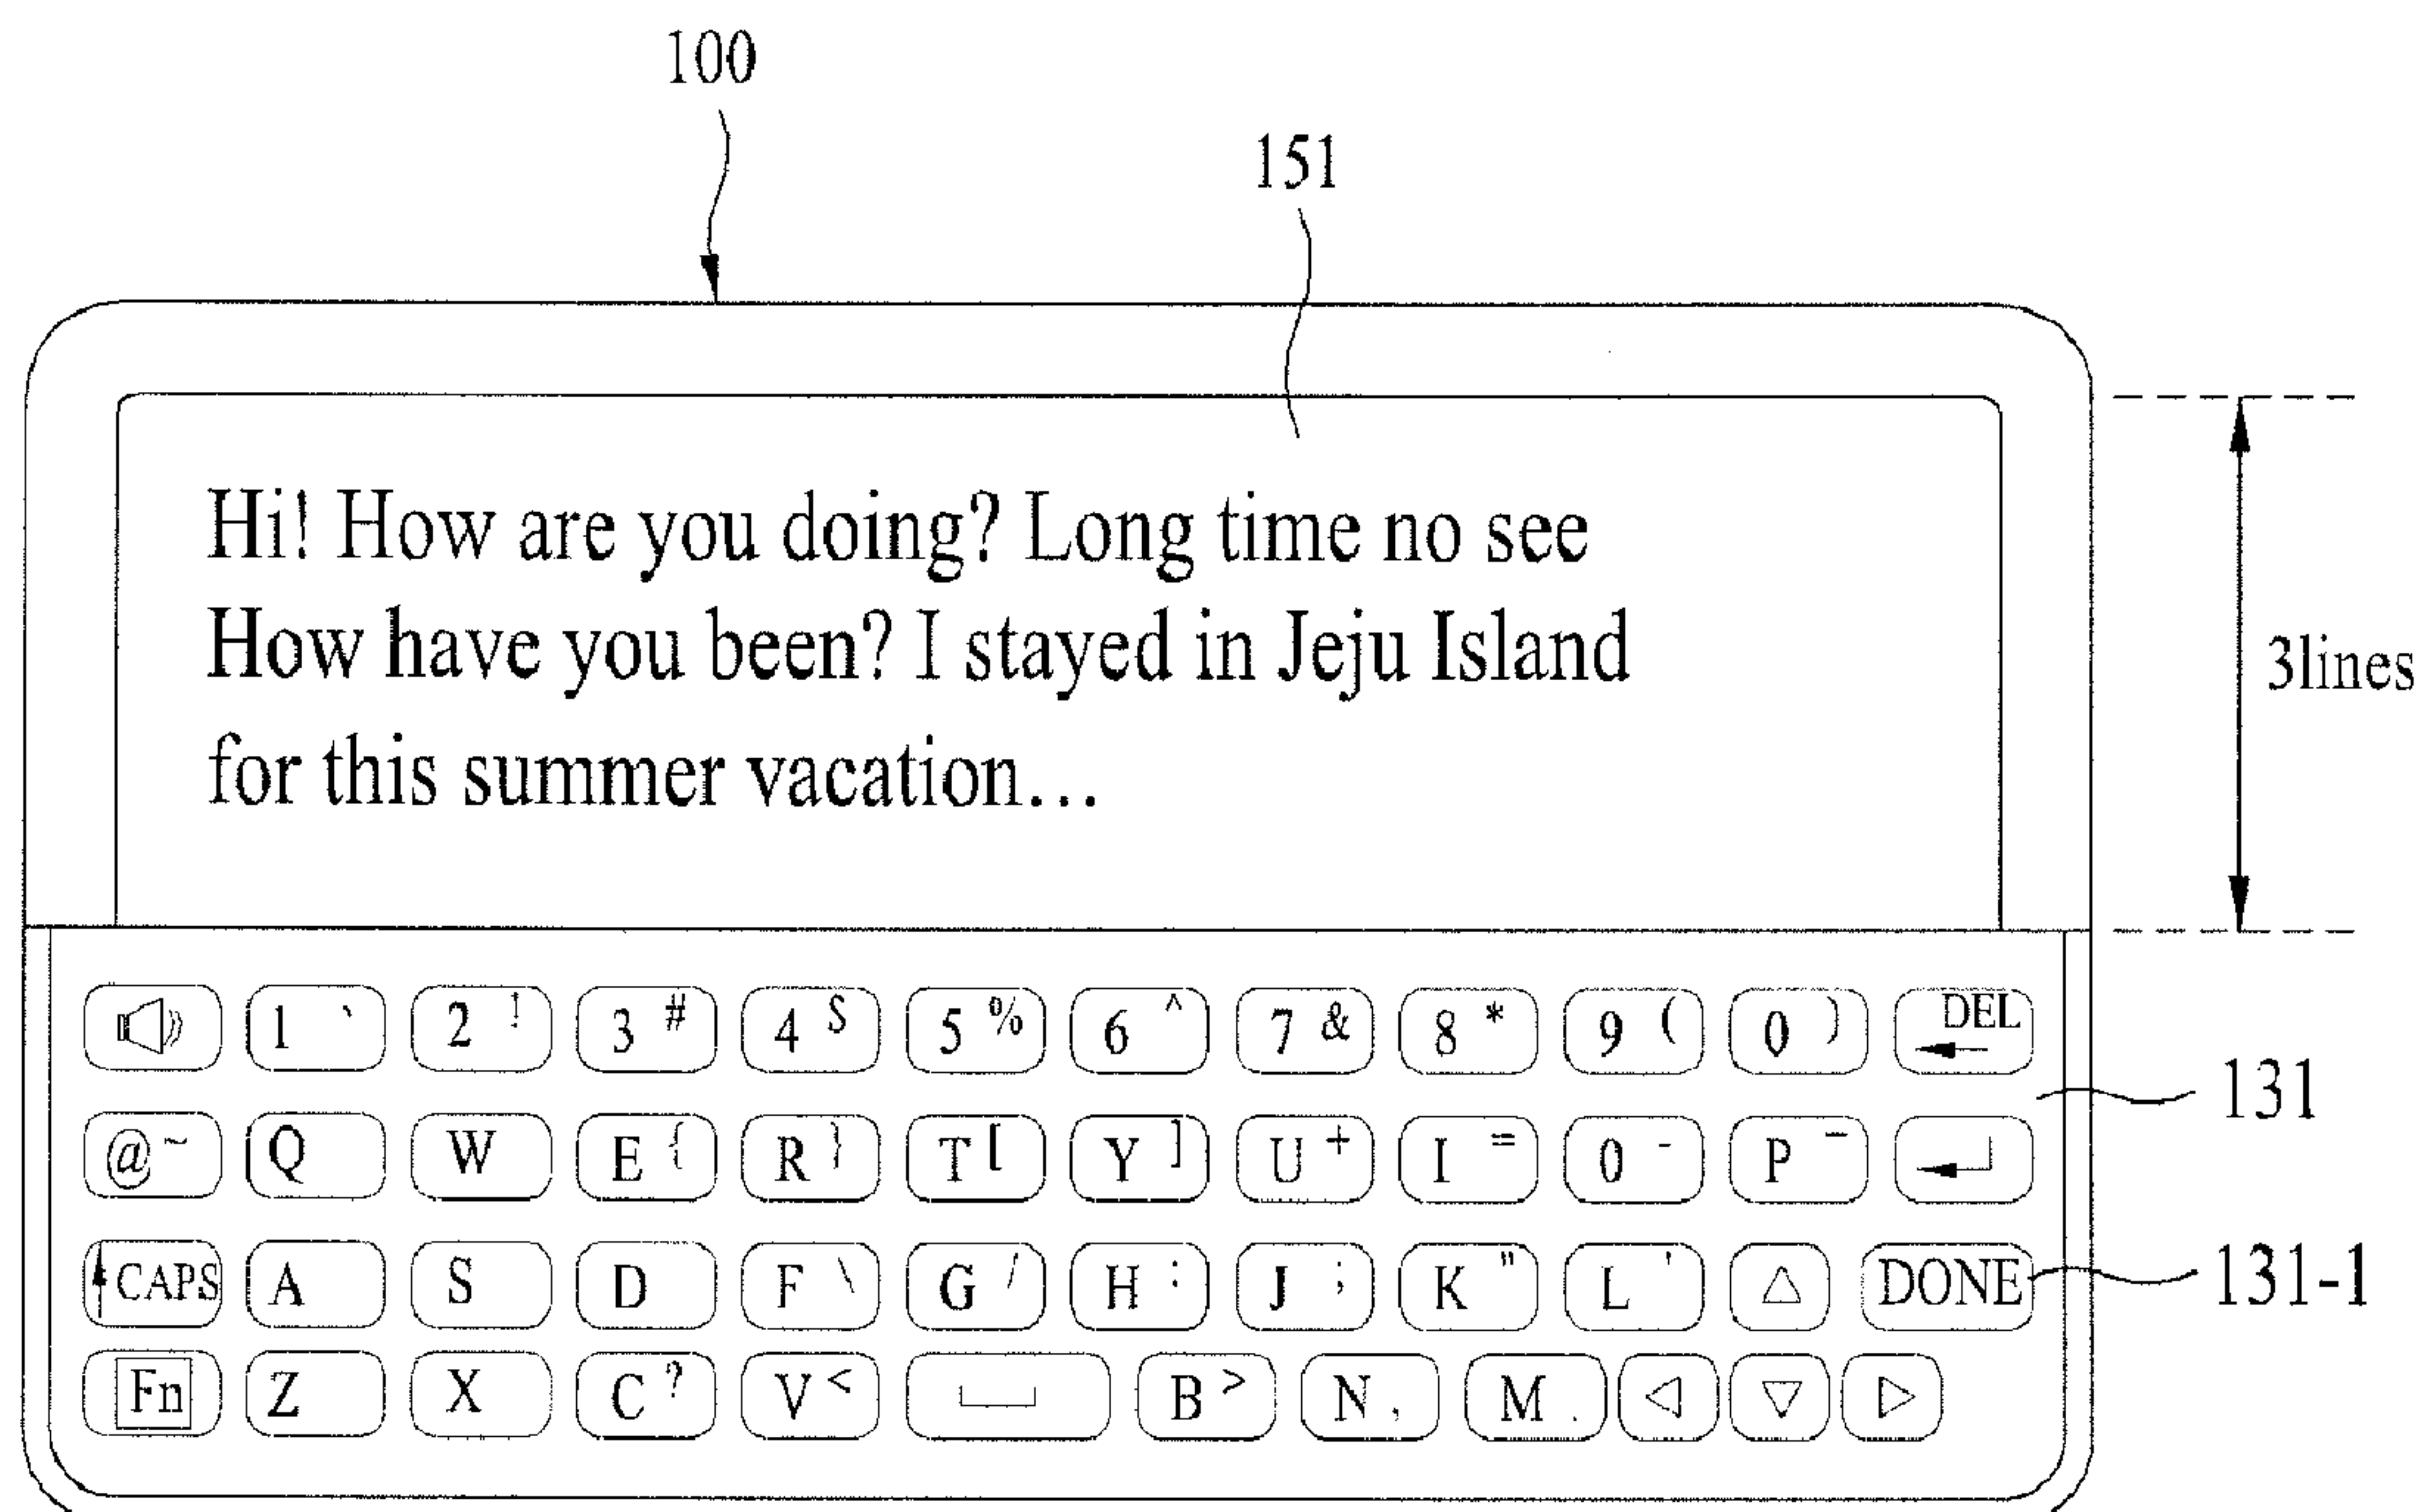 100
151
Hi! How are you doing? Long time no see
How have you been? I stayed in Jeju Island
for this summer vacation...
3lines
1 ` 2 ! 3 # 4 S 5 % 6 ^ 7 & 8 * 9 ( 0 ) DEL
131
@ ~ Q W E { R } T [ Y ] U + I = 0 - P –
CAPS A S D F \ G / H : J ; K " L ' DONE
131-1
Fn Z X C ? V < B > N , M .